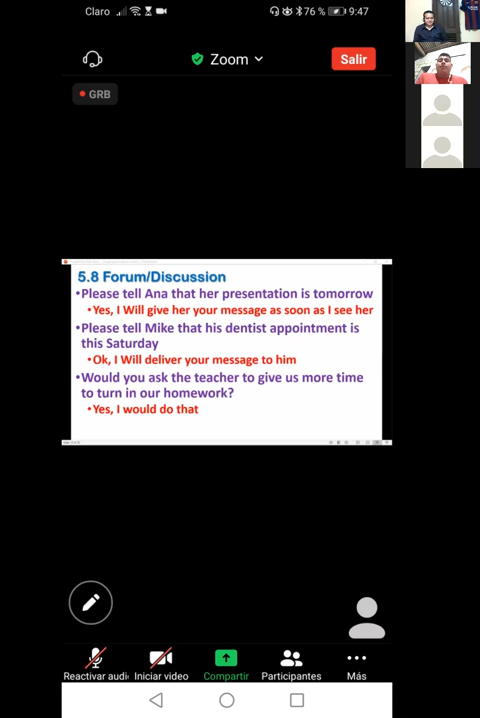 Claro 76 % 9:47
Zoom Salir
GRB
5.8 Forum/Discussion
•Please tell Ana that her presentation is tomorrow
•Yes, I Will give her your message as soon as I see her
•Please tell Mike that his dentist appointment is
this Saturday
•Ok, I Will deliver your message to him
•Would you ask the teacher to give us more time
to turn in our homework?
•Yes, I would do that
Reactivar audi Iniciar video Compartir Participantes Más